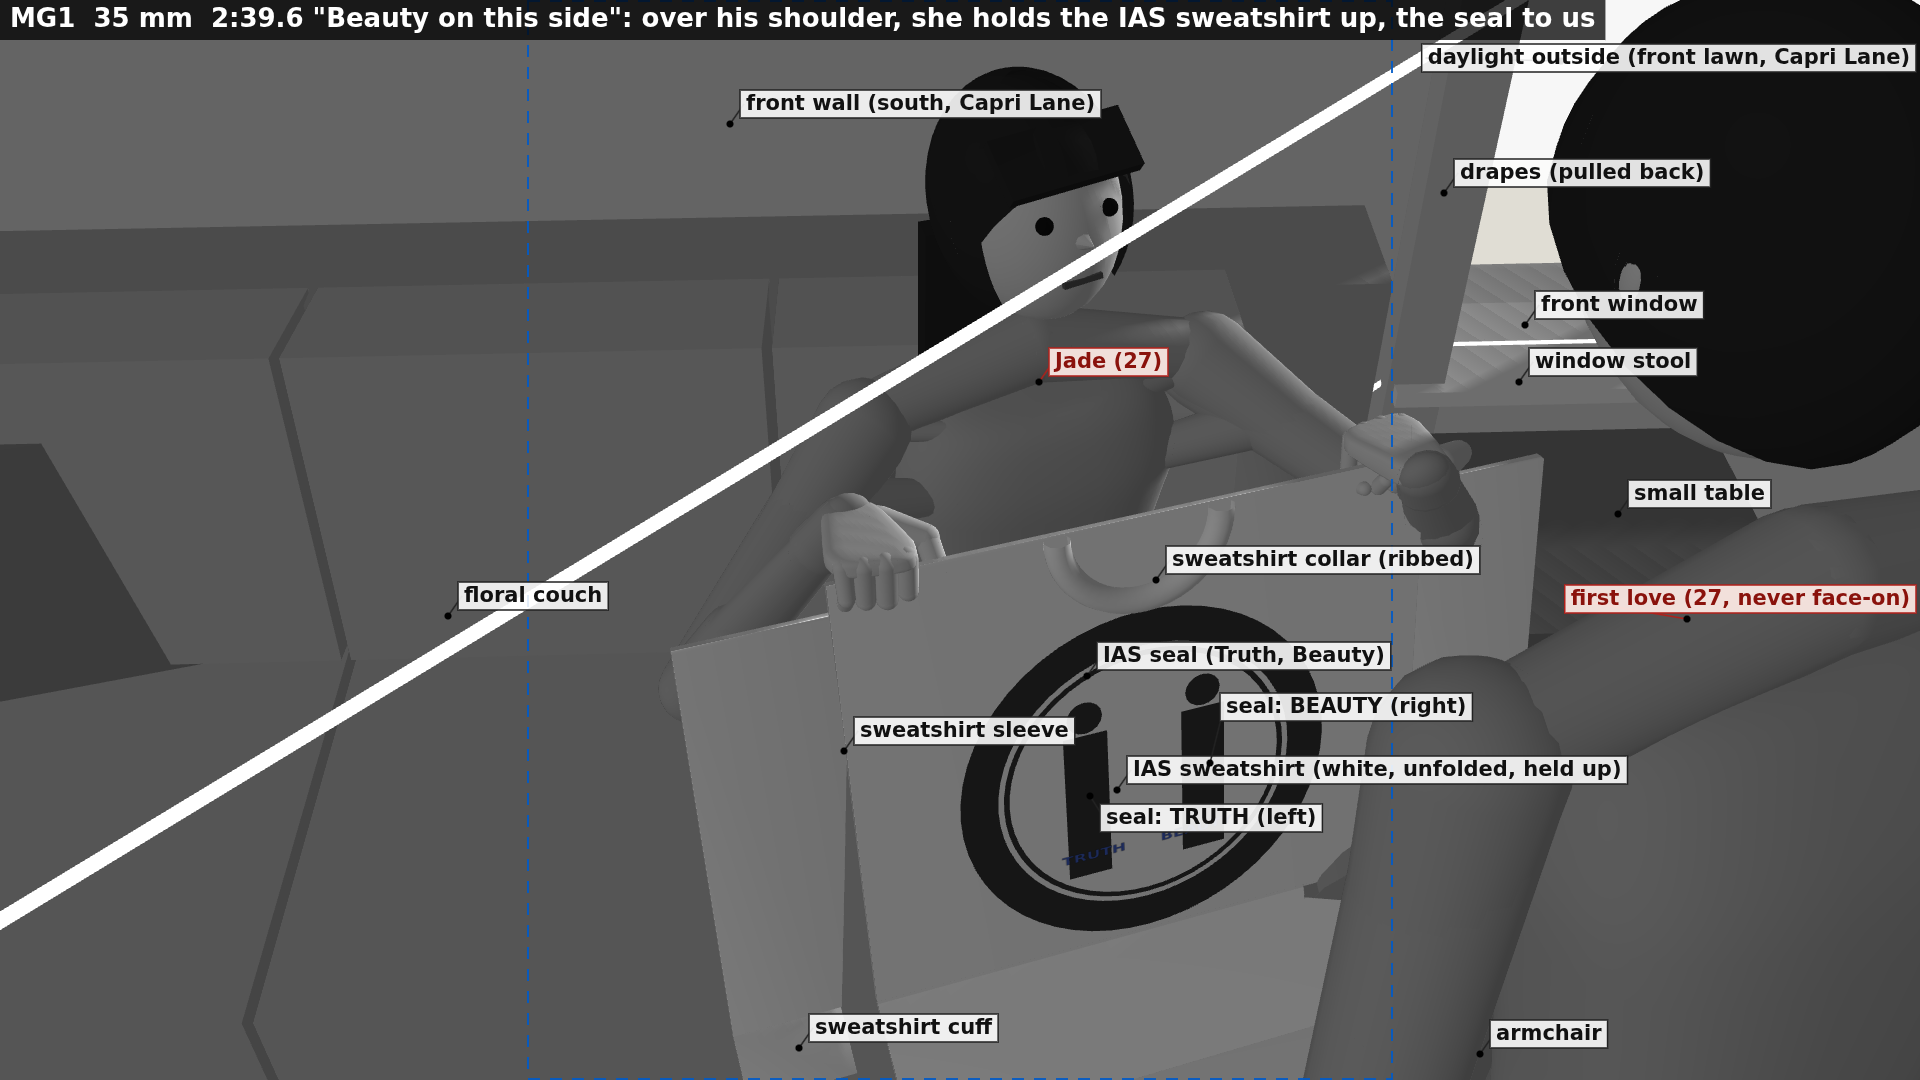 MG1 35 mm 2:39.6 "Beauty on this side": over his shoulder, she holds the IAS sweatshirt up, the seal to us
daylight outside (front lawn, Capri Lane)
front wall (south, Capri Lane)
drapes (pulled back)
front window
window stool
Jade (27)
small table
sweatshirt collar (ribbed)
floral couch
first love (27, never face-on)
IAS seal (Truth, Beauty)
seal: BEAUTY (right)
sweatshirt sleeve
IAS sweatshirt (white, unfolded, held up)
seal: TRUTH (left)
TRUTH
sweatshirt cuff
armchair